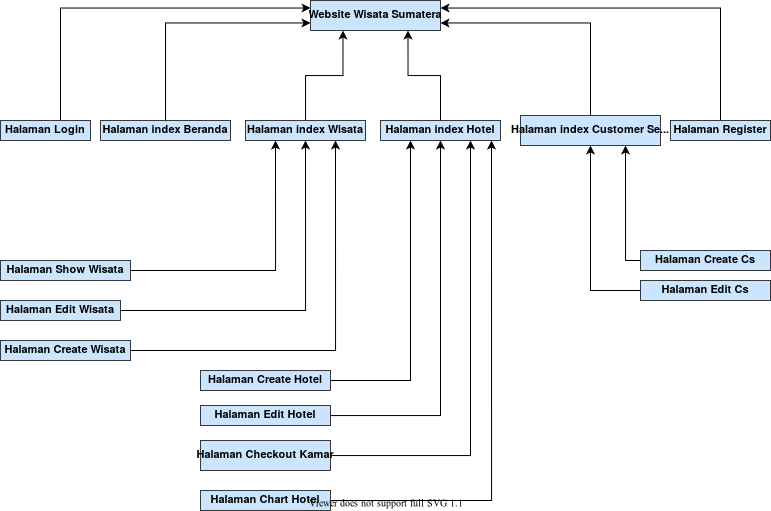 Website Wisata Sumatera
Halaman Login
Halaman index Beranda
Halaman index Wisata
Halaman index Hotel
Halaman index Customer Se...
Halaman Register
Halaman Show Wisata
Halaman Create Cs
Halaman Edit Cs
Halaman Edit Wisata
Halaman Create Wisata
Halaman Create Hotel
Halaman Edit Hotel
Halaman Checkout Kamar
Halaman Chart Hotel
Viewer does not support full SVG 1.1